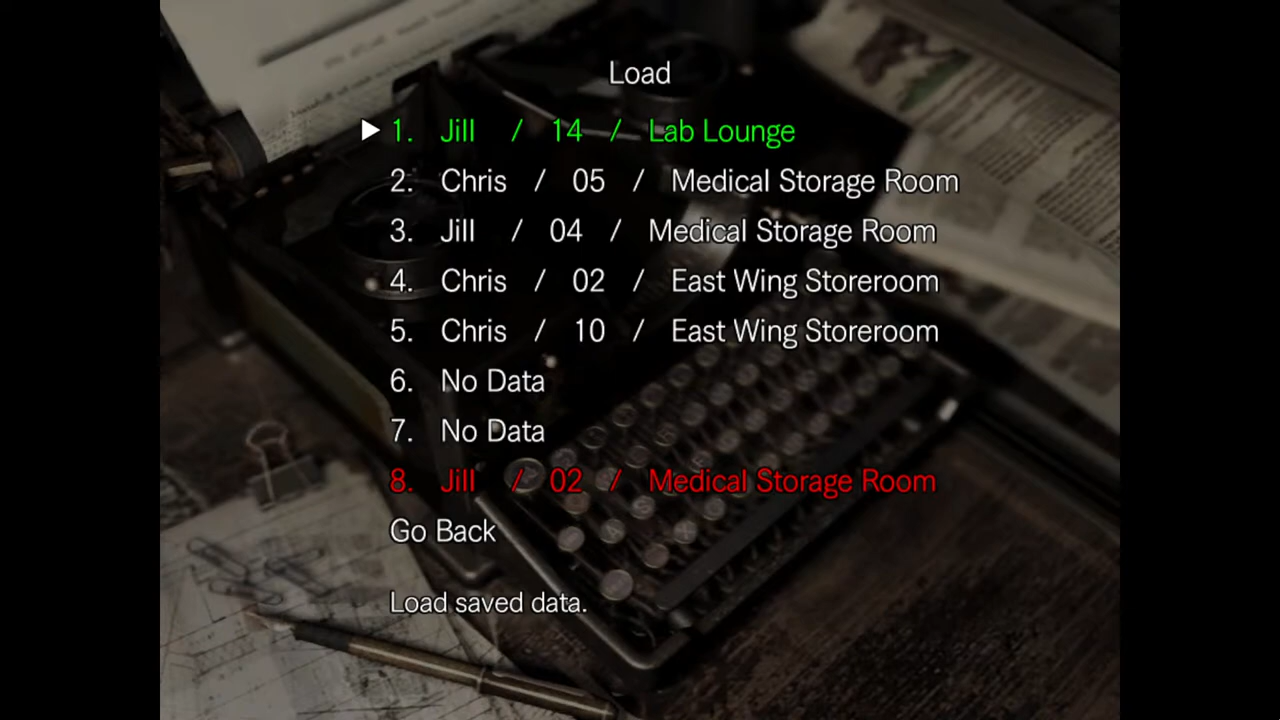 Load
1. Jill / 14 / Lab Lounge
2. Chris / 05 / Medical Storage Room
3. Jill / 04 / Medical Storage Room
4. Chris / 02 / East Wing Storeroom
5. Chris / 10 / East Wing Storeroom
6. No Data
7. No Data
8. Jill / 02 / Medical Storage Room
Go Back
Load saved data.